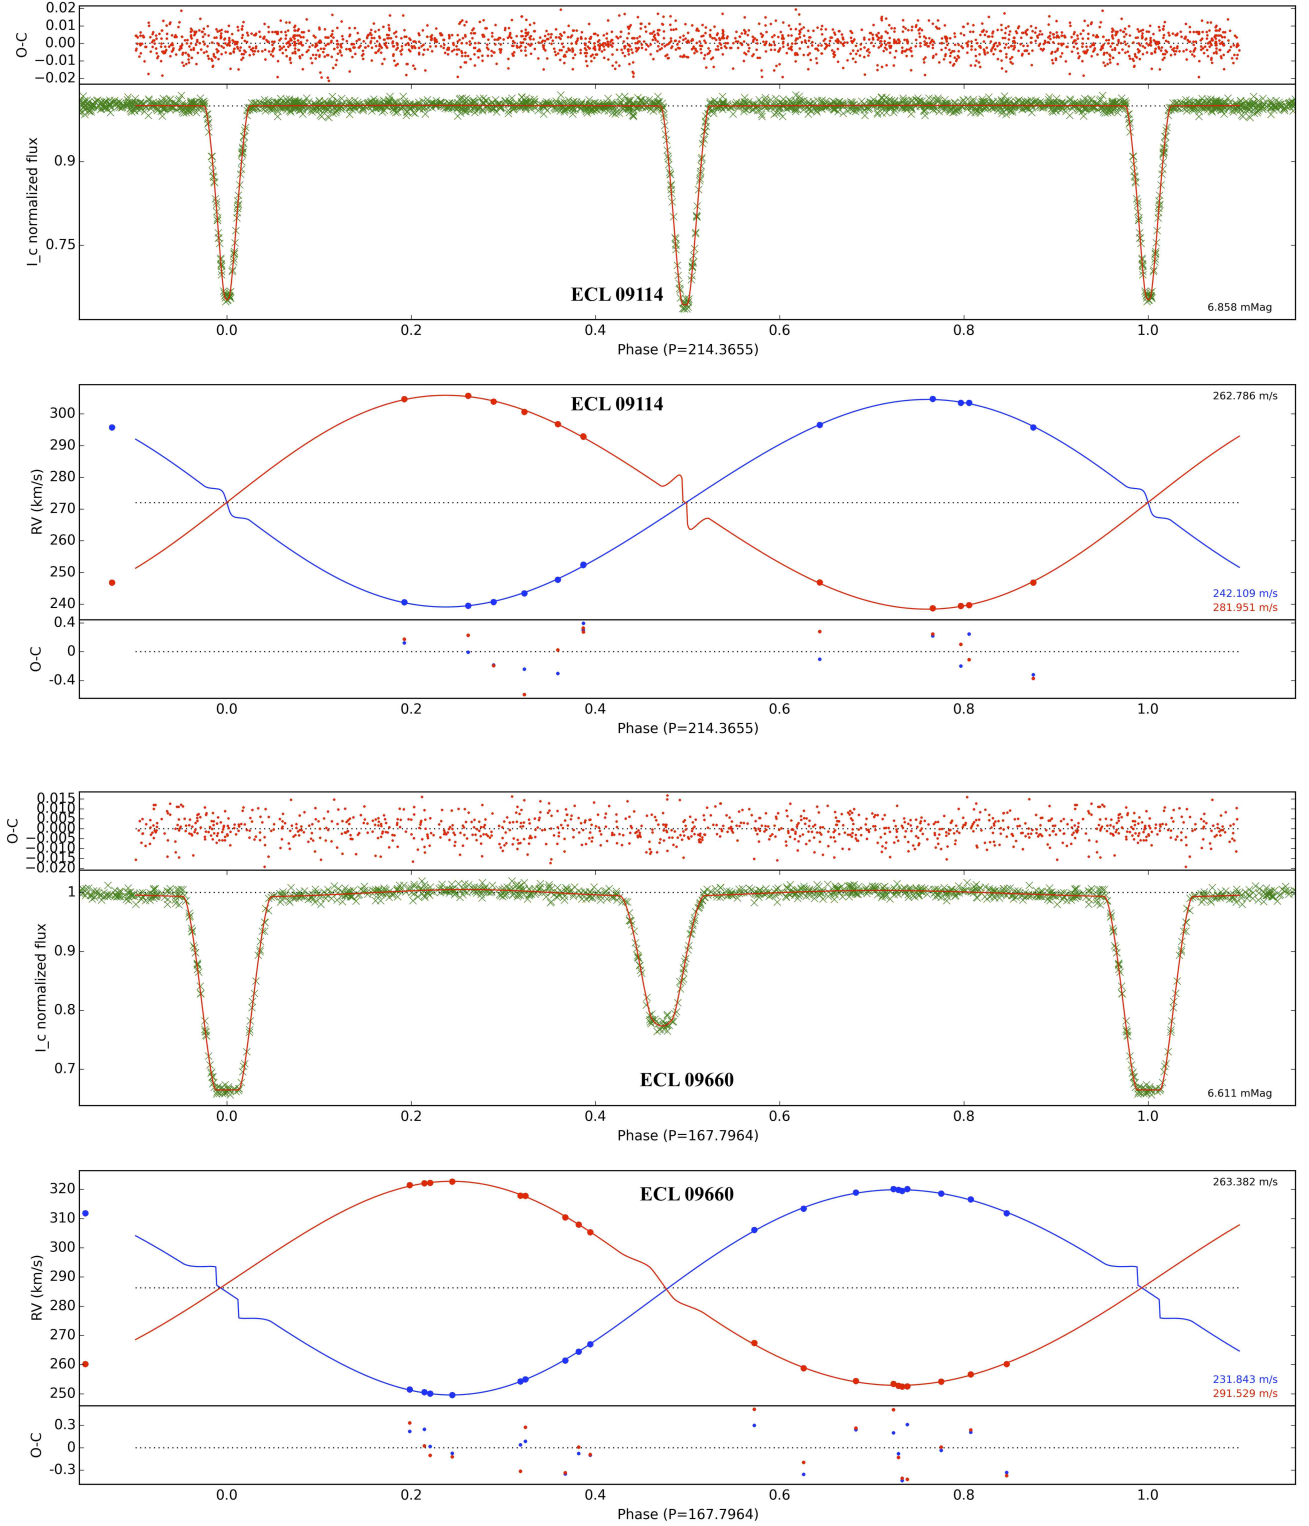 0.02
0.01
0.00
−0.01
−0.02
O-C
0.9
0.75
I_c normalized flux
ECL 09114
6.858 mMag
0.0 0.2 0.4 0.6 0.8 1.0
Phase (P=214.3655)
300
290
280
270
260
250
240
RV (km/s)
ECL 09114
262.786 m/s
242.109 m/s
281.951 m/s
0.4
0
-0.4
O-C
0.0 0.2 0.4 0.6 0.8 1.0
Phase (P=214.3655)
0.015
0.010
0.005
0.000
−0.005
−0.010
−0.015
−0.020
O-C
1
0.9
0.8
0.7
I_c normalized flux
ECL 09660
6.611 mMag
0.0 0.2 0.4 0.6 0.8 1.0
Phase (P=167.7964)
320
310
300
290
280
270
260
250
RV (km/s)
ECL 09660
263.382 m/s
231.843 m/s
291.529 m/s
0.3
0
-0.3
O-C
0.0 0.2 0.4 0.6 0.8 1.0
Phase (P=167.7964)